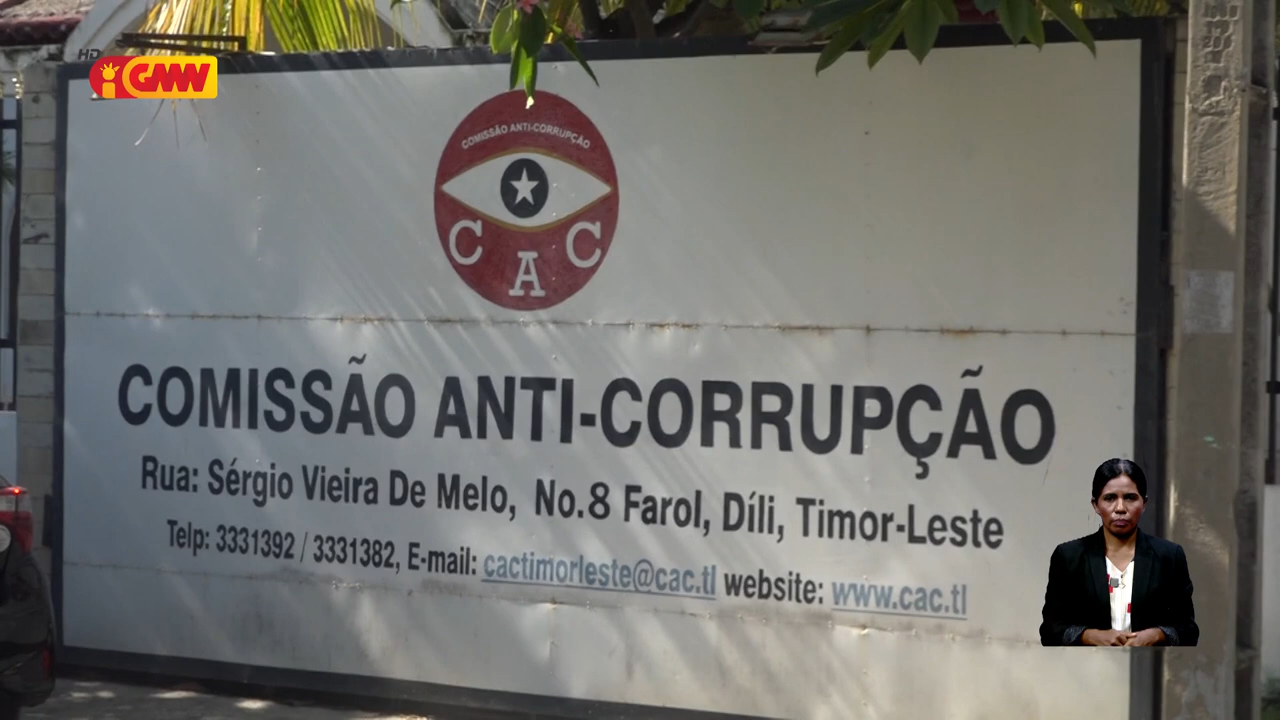 HD
GMN
COMISSÃO ANTI-CORRUPÇÃO
C A C
COMISSÃO ANTI-CORRUPÇÃO
Rua: Sérgio Vieira De Melo, No.8 Farol, Díli, Timor-Leste
Telp: 3331392 / 3331382, E-mail: cactimorleste@cac.tl website: www.cac.tl